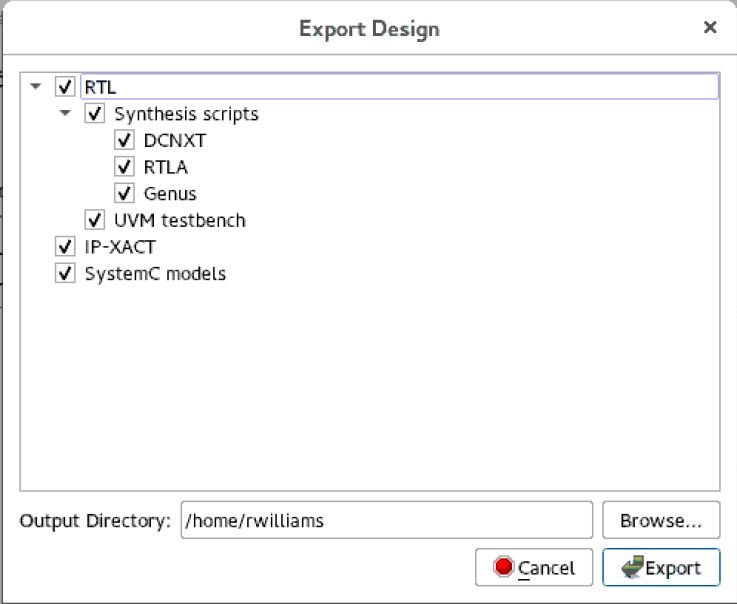 Export Design
RTL
Synthesis scripts
DCNXT
RTLA
Genus
UVM testbench
IP-XACT
SystemC models
Output Directory: /home/rwilliams Browse...
Cancel Export